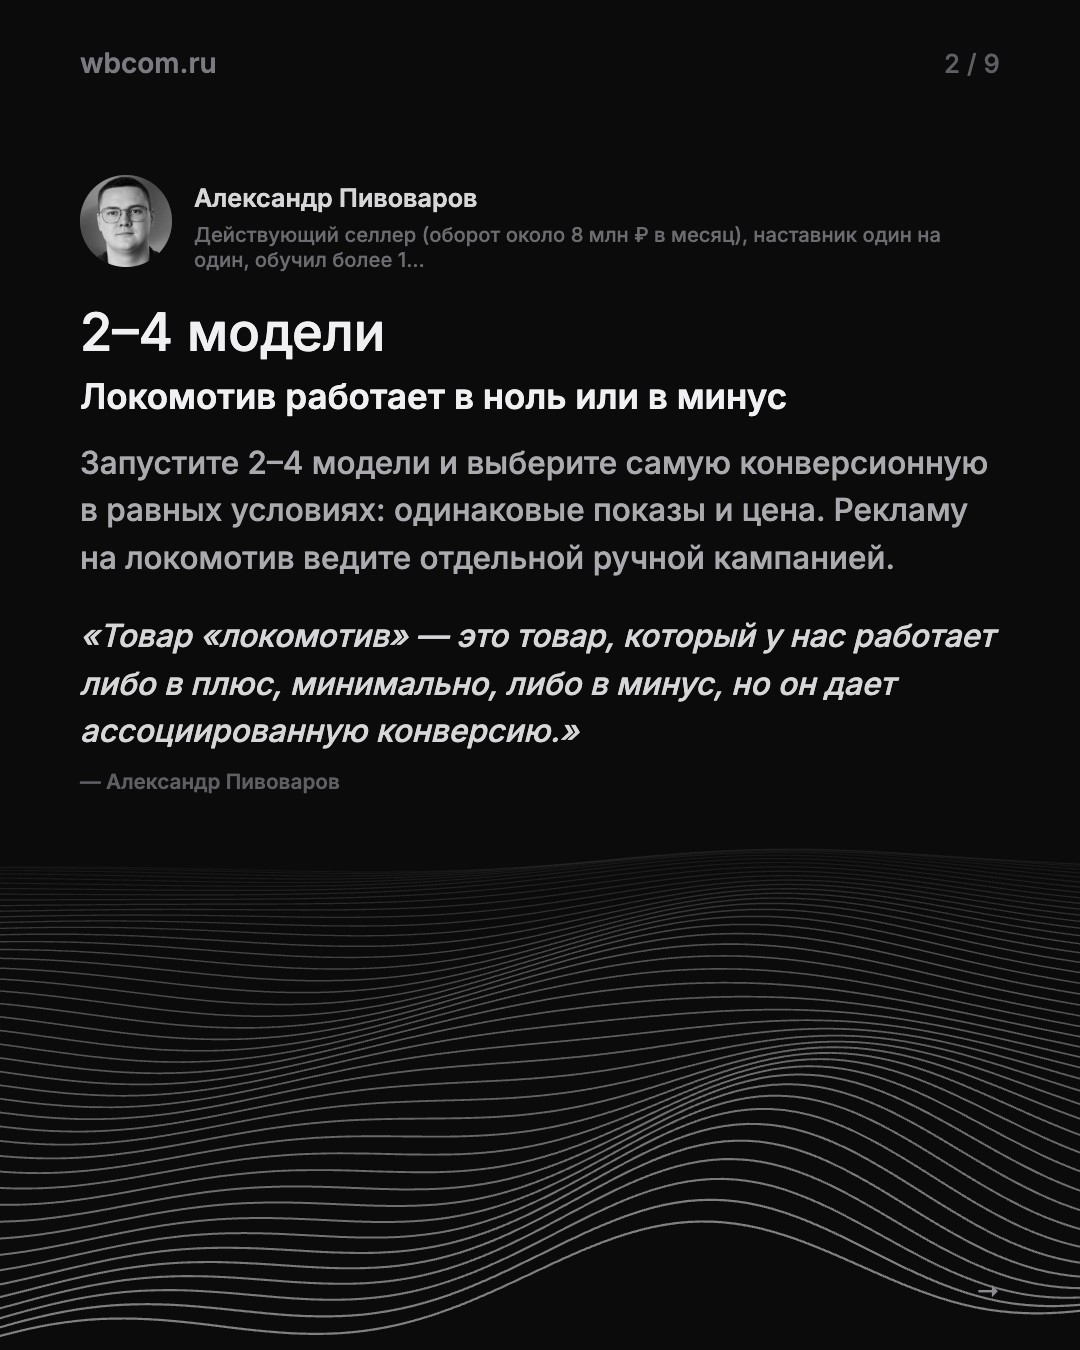 wbcom.ru
2 / 9
Александр Пивоваров
Действующий селлер (оборот около 8 млн ₽ в месяц), наставник один на
один, обучил более 1...
2–4 модели
Локомотив работает в ноль или в минус
Запустите 2–4 модели и выберите самую конверсионную
в равных условиях: одинаковые показы и цена. Рекламу
на локомотив ведите отдельной ручной кампанией.
«Товар «локомотив» — это товар, который у нас работает
либо в плюс, минимально, либо в минус, но он дает
ассоциированную конверсию.»
— Александр Пивоваров
→